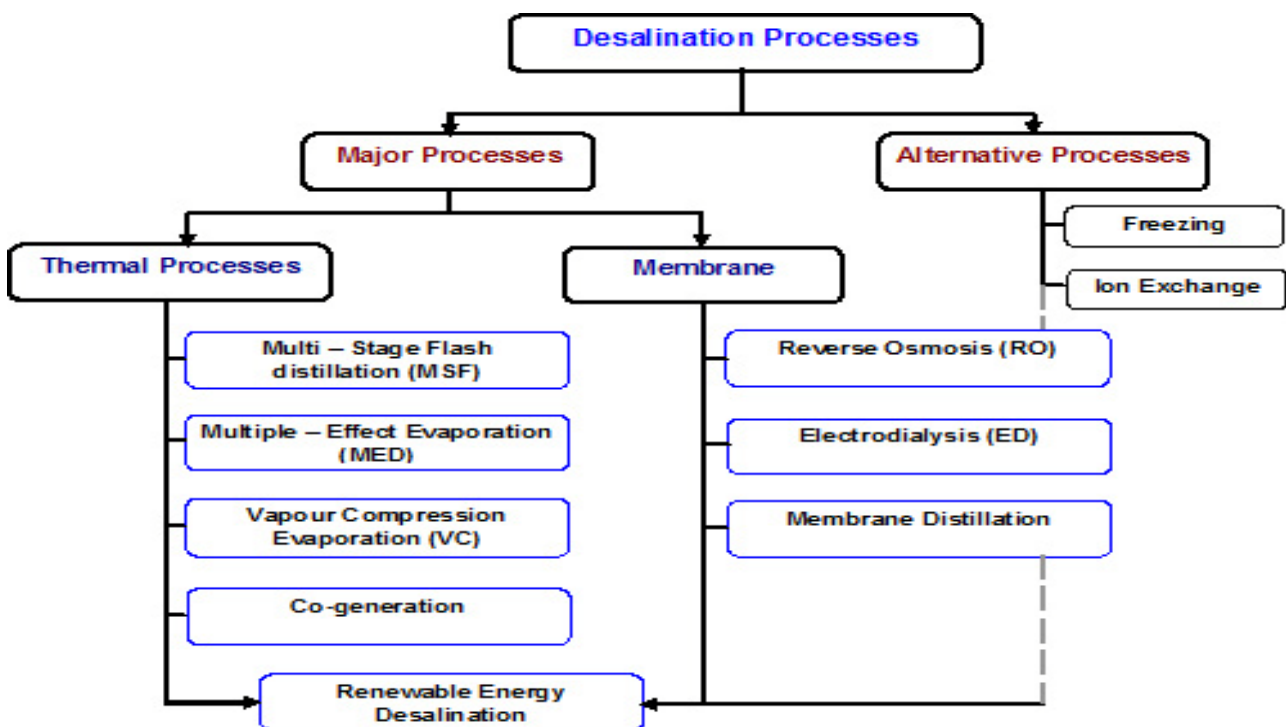 Desalination Processes
Major Processes
Alternative Processes
Freezing
Ion Exchange
Thermal Processes
Membrane
Multi – Stage Flash
distillation (MSF)
Multiple – Effect Evaporation
(MED)
Vapour Compression
Evaporation (VC)
Co-generation
Reverse Osmosis (RO)
Electrodialysis (ED)
Membrane Distillation
Renewable Energy
Desalination